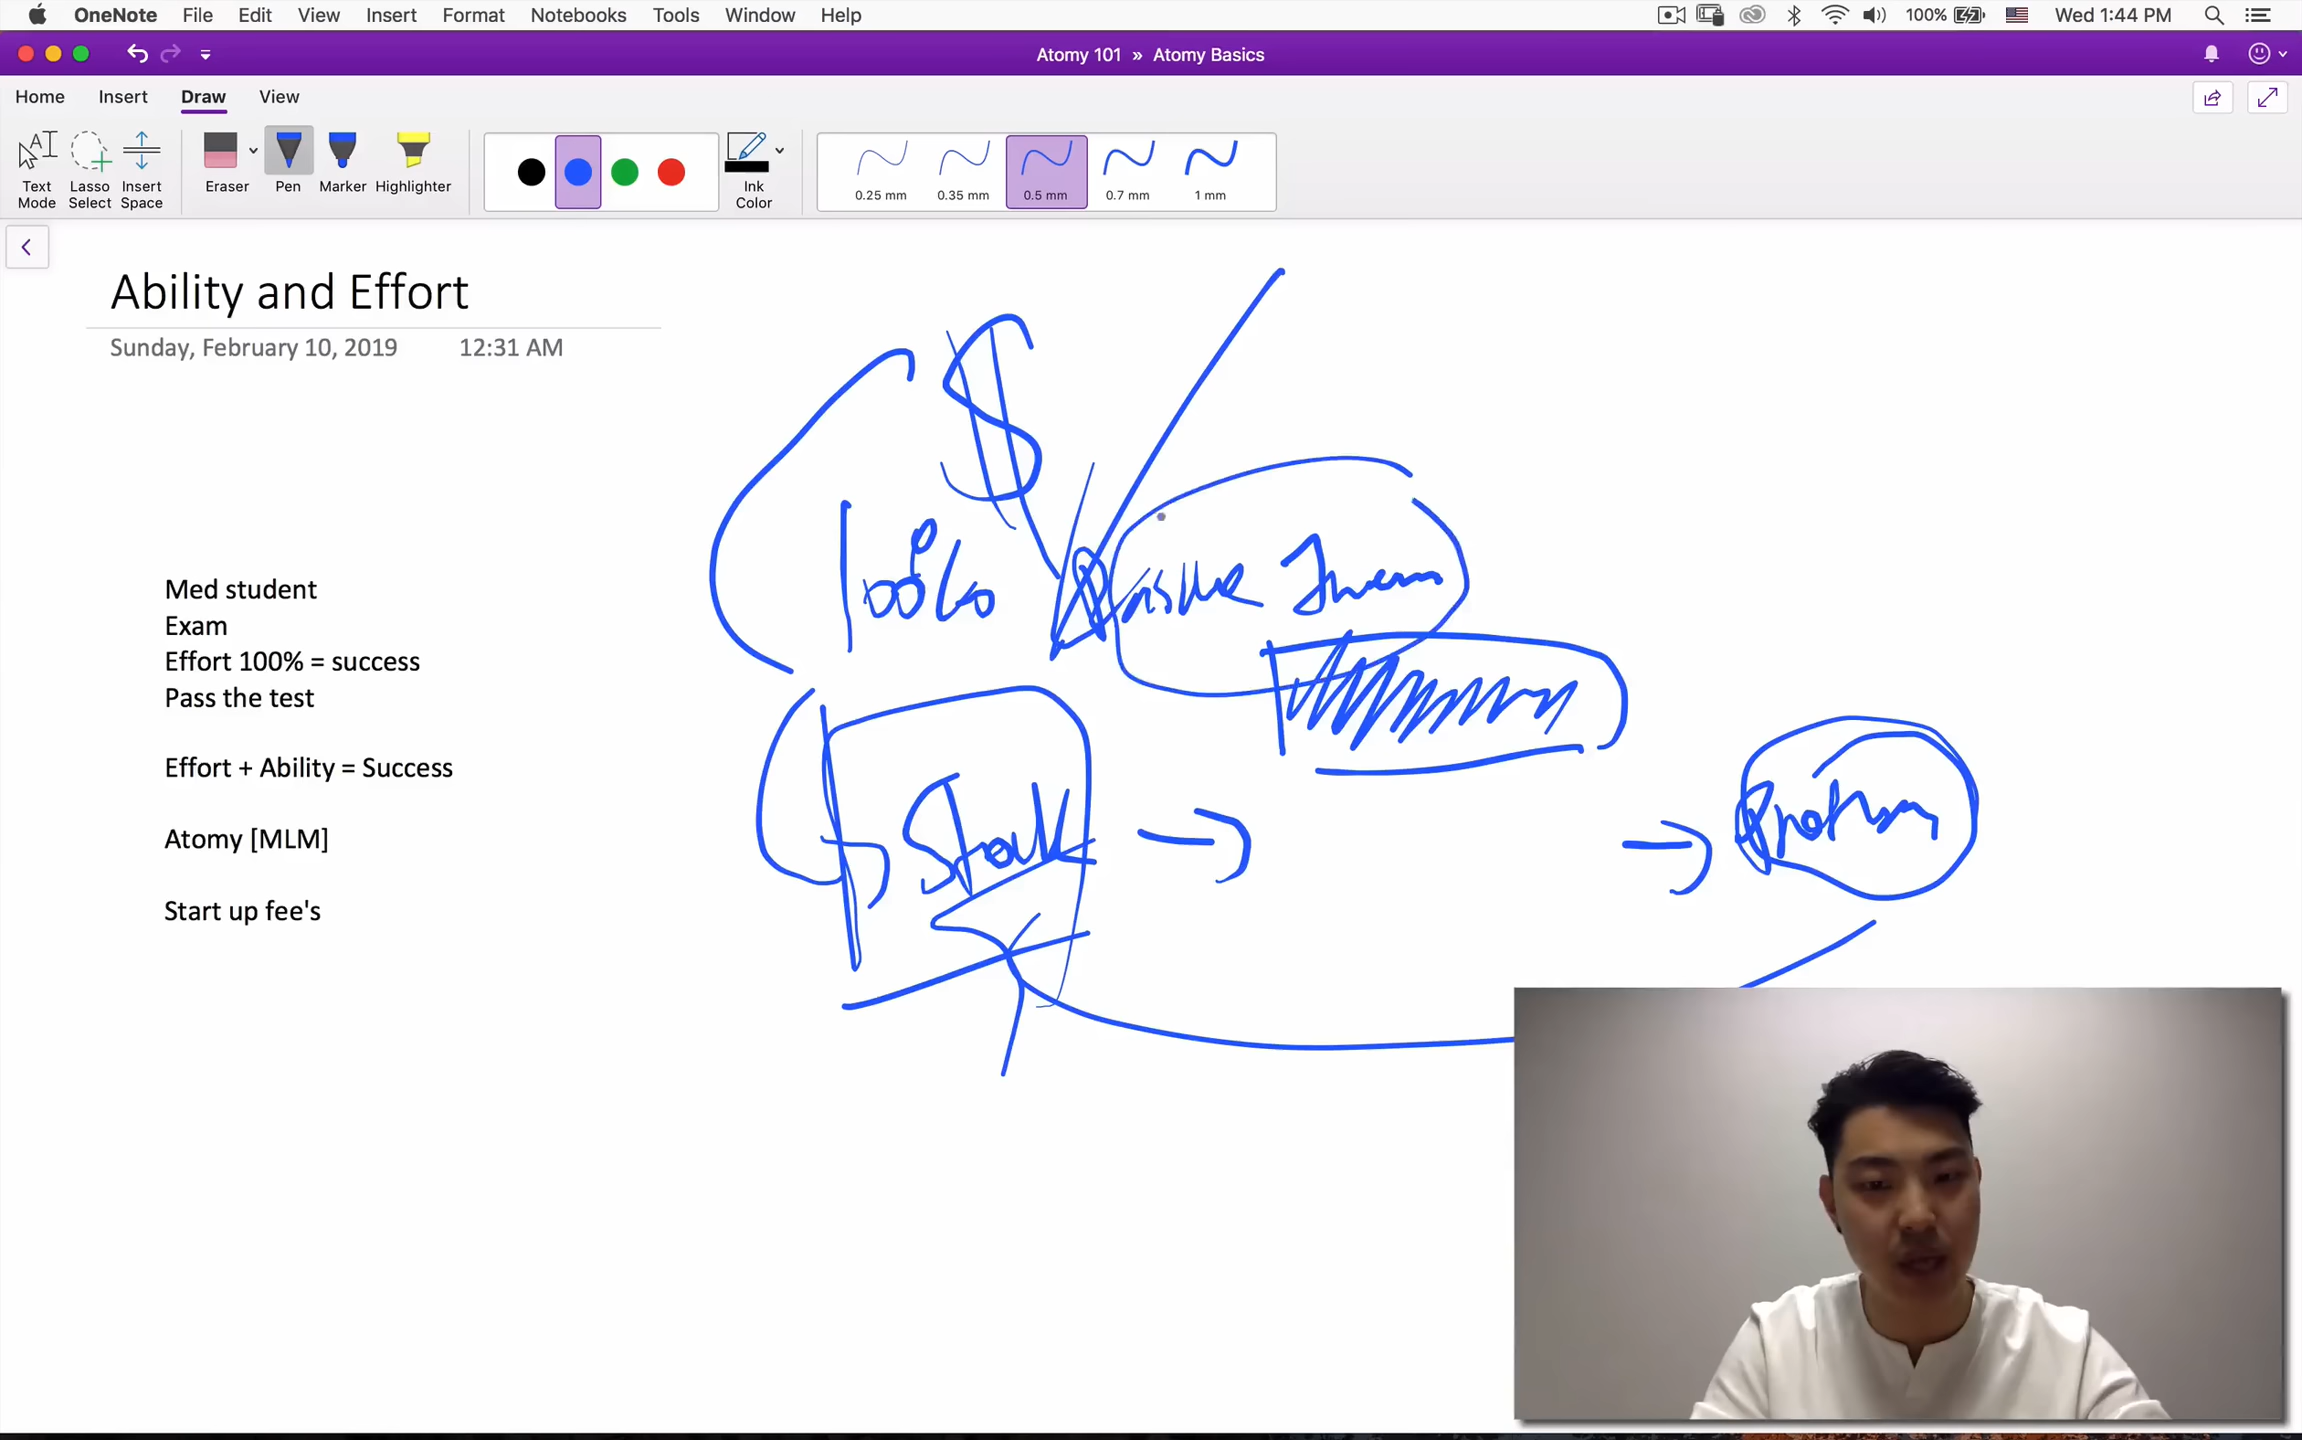 OneNote File Edit View Insert Format Notebooks Tools Window Help 100% Wed 1:44 PM
Atomy 101 » Atomy Basics
Home Insert Draw View
Text Mode Lasso Select Insert Space Eraser Pen Marker Highlighter Ink Color 0.25 mm 0.35 mm 0.5 mm 0.7 mm 1 mm
Ability and Effort
Sunday, February 10, 2019 12:31 AM
$
100%
Med student
Exam
Effort 100% = success
Pass the test
Effort + Ability = Success
Atomy [MLM]
Start up fee's